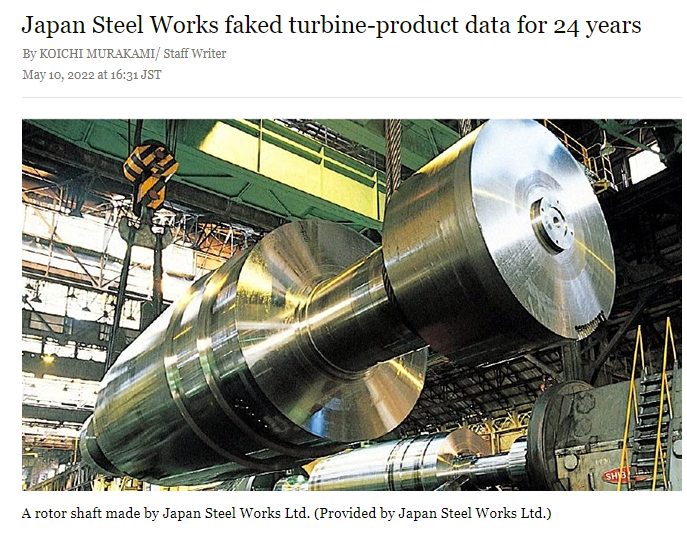 Japan Steel Works faked turbine-product data for 24 years
By KOICHI MURAKAMI/ Staff Writer
May 10, 2022 at 16:31 JST
A rotor shaft made by Japan Steel Works Ltd. (Provided by Japan Steel Works Ltd.)